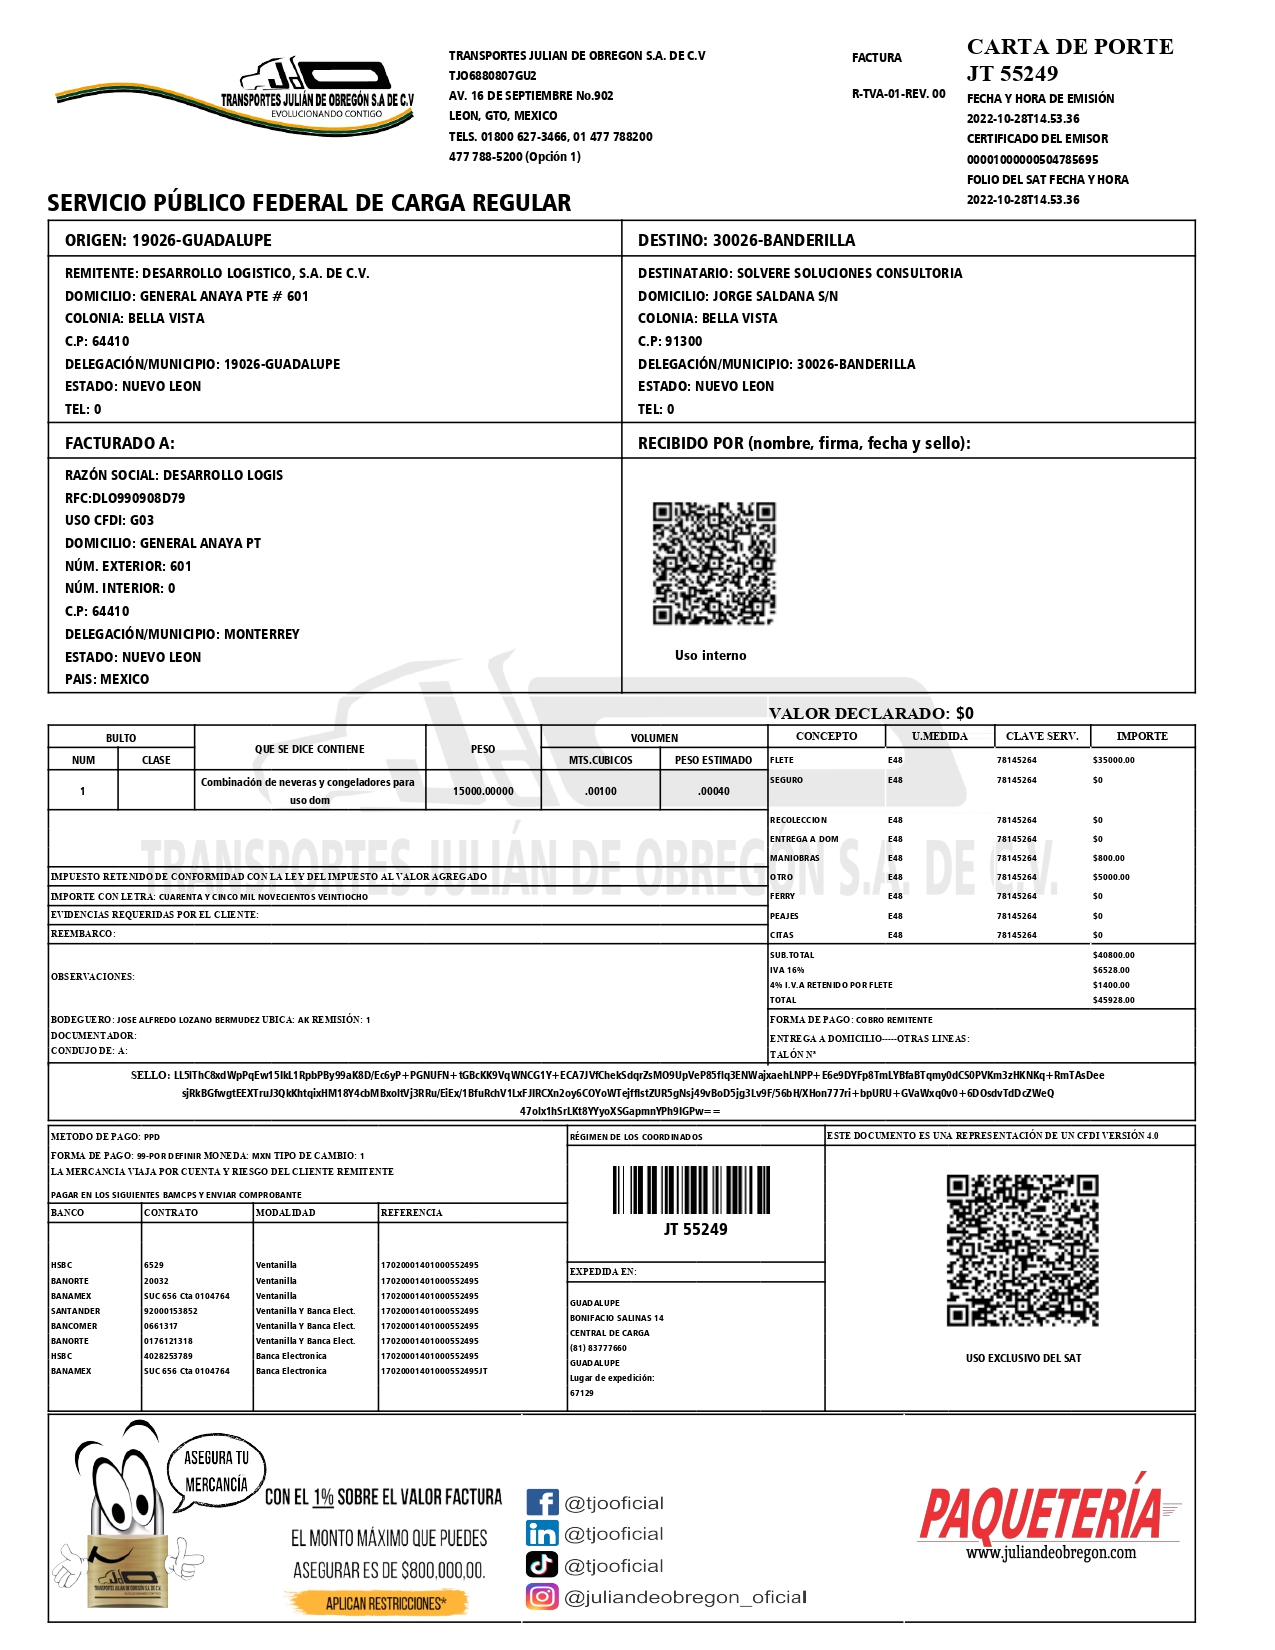 TRANSPORTES JULIÁN DE OBREGÓN S.A DE C.V
EVOLUCIONANDO CONTIGO
TRANSPORTES JULIAN DE OBREGON S.A. DE C.V
TJO6880807GU2
AV. 16 DE SEPTIEMBRE No.902
LEON, GTO, MEXICO
TELS. 01800 627-3466, 01 477 788200
477 788-5200 (Opción 1)
FACTURA
R-TVA-01-REV. 00
CARTA DE PORTE
JT 55249
FECHA Y HORA DE EMISIÓN
2022-10-28T14.53.36
CERTIFICADO DEL EMISOR
00001000000504785695
FOLIO DEL SAT FECHA Y HORA
2022-10-28T14.53.36
SERVICIO PÚBLICO FEDERAL DE CARGA REGULAR
ORIGEN: 19026-GUADALUPE
REMITENTE: DESARROLLO LOGISTICO, S.A. DE C.V.
DOMICILIO: GENERAL ANAYA PTE # 601
COLONIA: BELLA VISTA
C.P: 64410
DELEGACIÓN/MUNICIPIO: 19026-GUADALUPE
ESTADO: NUEVO LEON
TEL: 0
DESTINO: 30026-BANDERILLA
DESTINATARIO: SOLVERE SOLUCIONES CONSULTORIA
DOMICILIO: JORGE SALDANA S/N
COLONIA: BELLA VISTA
C.P: 91300
DELEGACIÓN/MUNICIPIO: 30026-BANDERILLA
ESTADO: NUEVO LEON
TEL: 0
FACTURADO A:
RAZÓN SOCIAL: DESARROLLO LOGIS
RFC:DLO990908D79
USO CFDI: G03
DOMICILIO: GENERAL ANAYA PT
NÚM. EXTERIOR: 601
NÚM. INTERIOR: 0
C.P: 64410
DELEGACIÓN/MUNICIPIO: MONTERREY
ESTADO: NUEVO LEON
PAIS: MEXICO
RECIBIDO POR (nombre, firma, fecha y sello):
Uso interno
VALOR DECLARADO: $0
BULTO QUE SE DICE CONTIENE PESO VOLUMEN
NUM CLASE MTS.CUBICOS PESO ESTIMADO
1 Combinación de neveras y congeladores para 15000.00000 .00100 .00040
uso dom
CONCEPTO U.MEDIDA CLAVE SERV. IMPORTE
FLETE E48 78145264 $35000.00
SEGURO E48 78145264 $0
RECOLECCION E48 78145264 $0
ENTREGA A DOM E48 78145264 $0
MANIOBRAS E48 78145264 $800.00
OTRO E48 78145264 $5000.00
FERRY E48 78145264 $0
PEAJES E48 78145264 $0
CITAS E48 78145264 $0
TRANSPORTES JULIÁN DE OBREGÓN S.A. DE C.V.
IMPUESTO RETENIDO DE CONFORMIDAD CON LA LEY DEL IMPUESTO AL VALOR AGREGADO
IMPORTE CON LETRA: CUARENTA Y CINCO MIL NOVECIENTOS VEINTIOCHO
EVIDENCIAS REQUERIDAS POR EL CLIENTE:
REEMBARCO:
OBSERVACIONES:
BODEGUERO: JOSE ALFREDO LOZANO BERMUDEZ UBICA: AK REMISIÓN: 1
DOCUMENTADOR:
CONDUJO DE: A:
SUB.TOTAL $40800.00
IVA 16% $6528.00
4% I.V.A RETENIDO POR FLETE $1400.00
TOTAL $45928.00
FORMA DE PAGO: COBRO REMITENTE
ENTREGA A DOMICILIO-----OTRAS LINEAS:
TALÓN Nº
SELLO: LL5IThC8xdWpPqEw15IkL1RpbPBy99aK8D/Ec6yP+PGNUFN+tGBcKK9VqWNCG1Y+ECA7JVfChekSdqrZsMO9UpVeP85fIq3ENWajxaehLNPP+E6e9DYFp8TmLYBfaBTqmy0dCS0PVKm3zHKNKq+RmTAsDee
sjRkBGfwgtEEXTruJ3QkKhtqixHM18Y4cbMBxoItVj3RRu/EiEx/1BfuRchV1LxFJIRCXn2oy6COYoWTejffIstZUR5gNsj49vBoD5jg3Lv9F/56bH/XHon777ri+bpURU+GVaWxq0v0+6DOsdvTdDcZWeQ
47oIx1hSrLKt8YYyoXSGapmnYPh9IGPw==
METODO DE PAGO: PPD
FORMA DE PAGO: 99-POR DEFINIR MONEDA: MXN TIPO DE CAMBIO: 1
LA MERCANCIA VIAJA POR CUENTA Y RIESGO DEL CLIENTE REMITENTE
PAGAR EN LOS SIGUIENTES BAMCPS Y ENVIAR COMPROBANTE
BANCO CONTRATO MODALIDAD REFERENCIA
HSBC 6529 Ventanilla 17020001401000552495
BANORTE 20032 Ventanilla 17020001401000552495
BANAMEX SUC 656 Cta 0104764 Ventanilla 17020001401000552495
SANTANDER 92000153852 Ventanilla Y Banca Elect. 17020001401000552495
BANCOMER 0661317 Ventanilla Y Banca Elect. 17020001401000552495
BANORTE 0176121318 Ventanilla Y Banca Elect. 17020001401000552495
HSBC 4028253789 Banca Electronica 17020001401000552495
BANAMEX SUC 656 Cta 0104764 Banca Electronica 17020001401000552495JT
RÉGIMEN DE LOS COORDINADOS
JT 55249
EXPEDIDA EN:
GUADALUPE
BONIFACIO SALINAS 14
CENTRAL DE CARGA
(81) 83777660
GUADALUPE
Lugar de expedición:
67129
ESTE DOCUMENTO ES UNA REPRESENTACIÓN DE UN CFDI VERSIÓN 4.0
USO EXCLUSIVO DEL SAT
ASEGURA TU
MERCANCÍA
CON EL 1% SOBRE EL VALOR FACTURA
EL MONTO MÁXIMO QUE PUEDES
ASEGURAR ES DE $800,000,00.
APLICAN RESTRICCIONES*
TRANSPORTES JULIÁN DE OBREGÓN S.A. DE C.V.
@tjooficial
@tjooficial
@tjooficial
@juliandeobregon_oficial
PAQUETERÍA
www.juliandeobregon.com